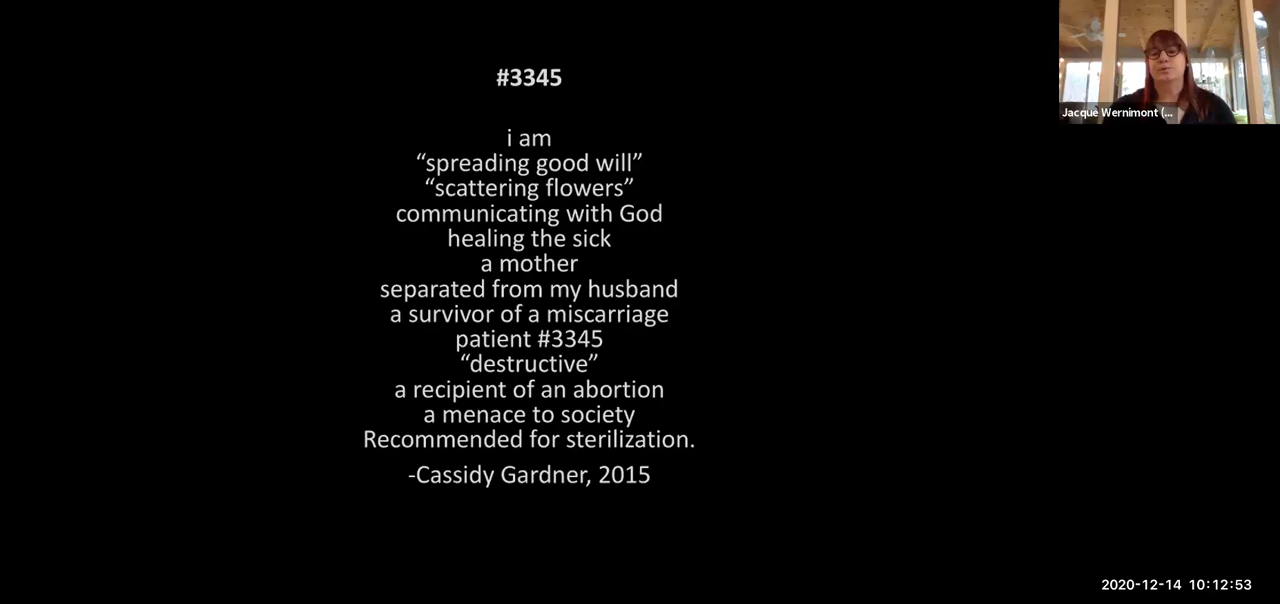 #3345
i am
“spreading good will”
“scattering flowers”
communicating with God
healing the sick
a mother
separated from my husband
a survivor of a miscarriage
patient #3345
“destructive”
a recipient of an abortion
a menace to society
Recommended for sterilization.
-Cassidy Gardner, 2015
Jacque Wernimont (...
2020-12-14 10:12:53